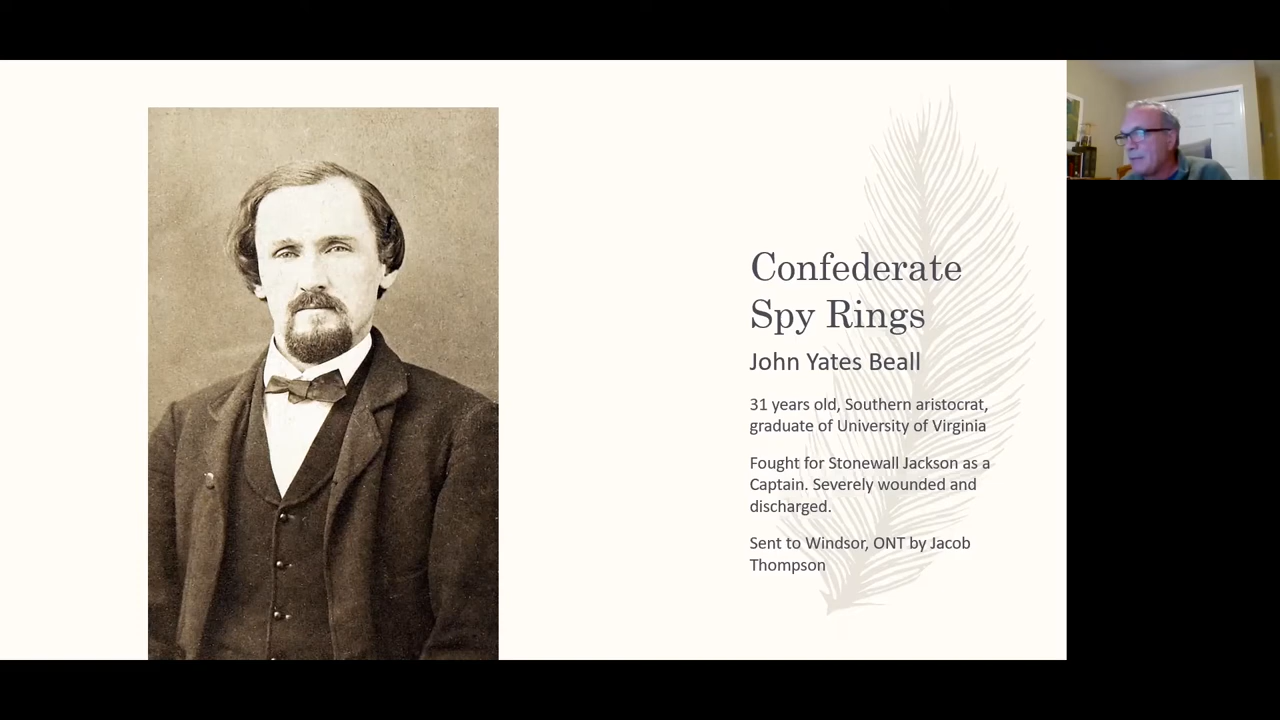 Confederate
Spy Rings
John Yates Beall
31 years old, Southern aristocrat,
graduate of University of Virginia
Fought for Stonewall Jackson as a
Captain. Severely wounded and
discharged.
Sent to Windsor, ONT by Jacob
Thompson